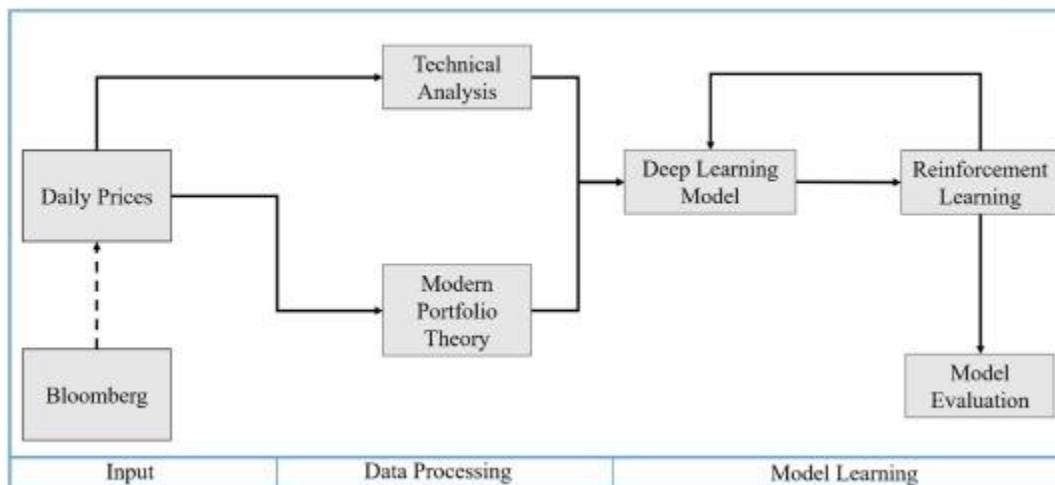 Technical
Analysis
Daily Prices
Deep Learning
Model
Reinforcement
Learning
Modern
Portfolio
Theory
Bloomberg
Model
Evaluation
Input
Data Processing
Model Learning